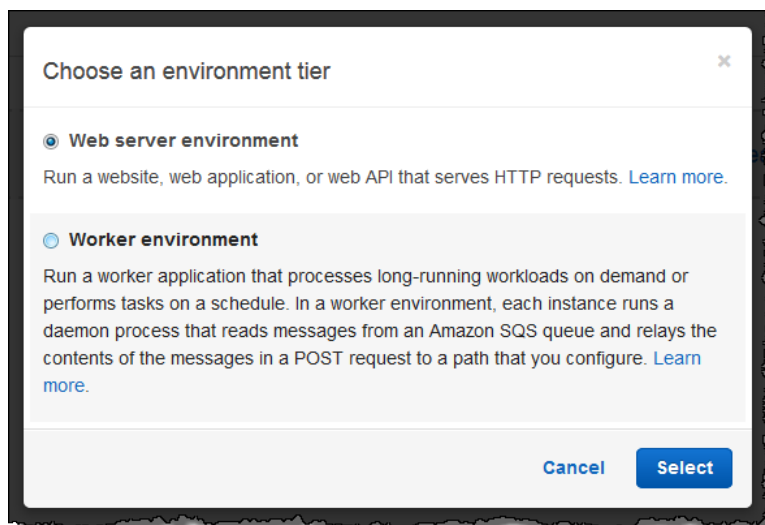 Choose an environment tier
×
Web server environment
Run a website, web application, or web API that serves HTTP requests. Learn more.
Worker environment
Run a worker application that processes long-running workloads on demand or
performs tasks on a schedule. In a worker environment, each instance runs a
daemon process that reads messages from an Amazon SQS queue and relays the
contents of the messages in a POST request to a path that you configure. Learn
more.
Cancel Select